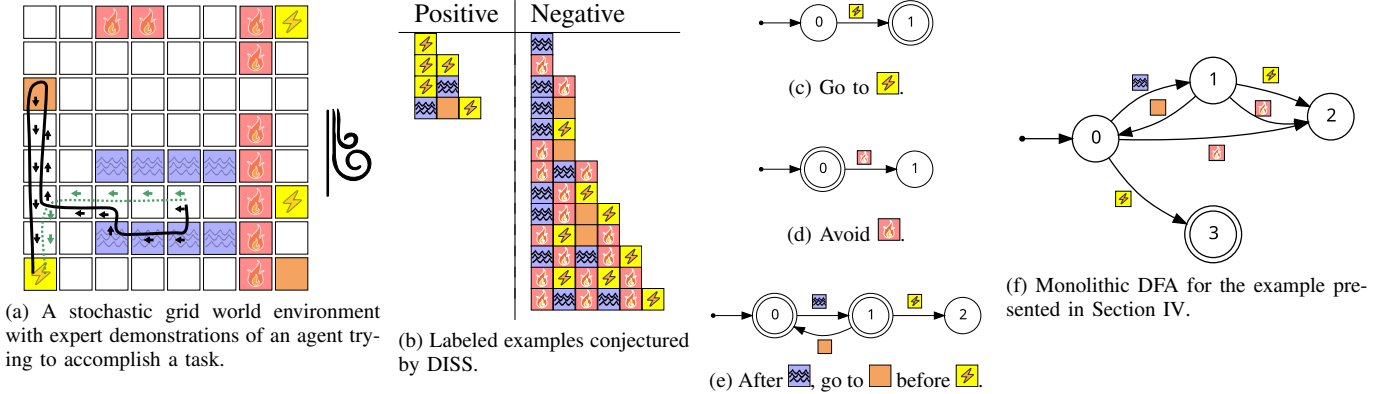 Positive
Negative
(a) A stochastic grid world environment
with expert demonstrations of an agent try-
ing to accomplish a task.
(b) Labeled examples conjectured
by DISS.
0
1
(c) Go to .
0
1
(d) Avoid .
0
1
2
(e) After , go to before .
0
1
2
3
(f) Monolithic DFA for the example pre-
sented in Section IV.